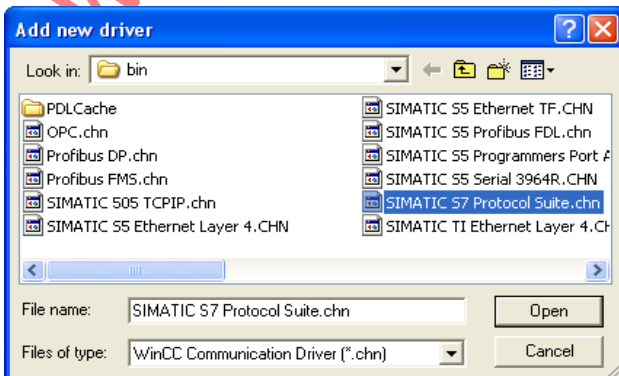 Add new driver
Look in: bin
PDLCache
OPC.chn
Profibus DP.chn
Profibus FMS.chn
SIMATIC 505 TCPIP.chn
SIMATIC S5 Ethernet Layer 4.CHN
SIMATIC S5 Ethernet TF.CHN
SIMATIC S5 Profibus FDL.chn
SIMATIC S5 Programmers Port
SIMATIC S5 Serial 3964R.CHN
SIMATIC S7 Protocol Suite.chn
SIMATIC TI Ethernet Layer 4.CH
File name: SIMATIC S7 Protocol Suite.chn Open
Files of type: WinCC Communication Driver (*.chn) Cancel